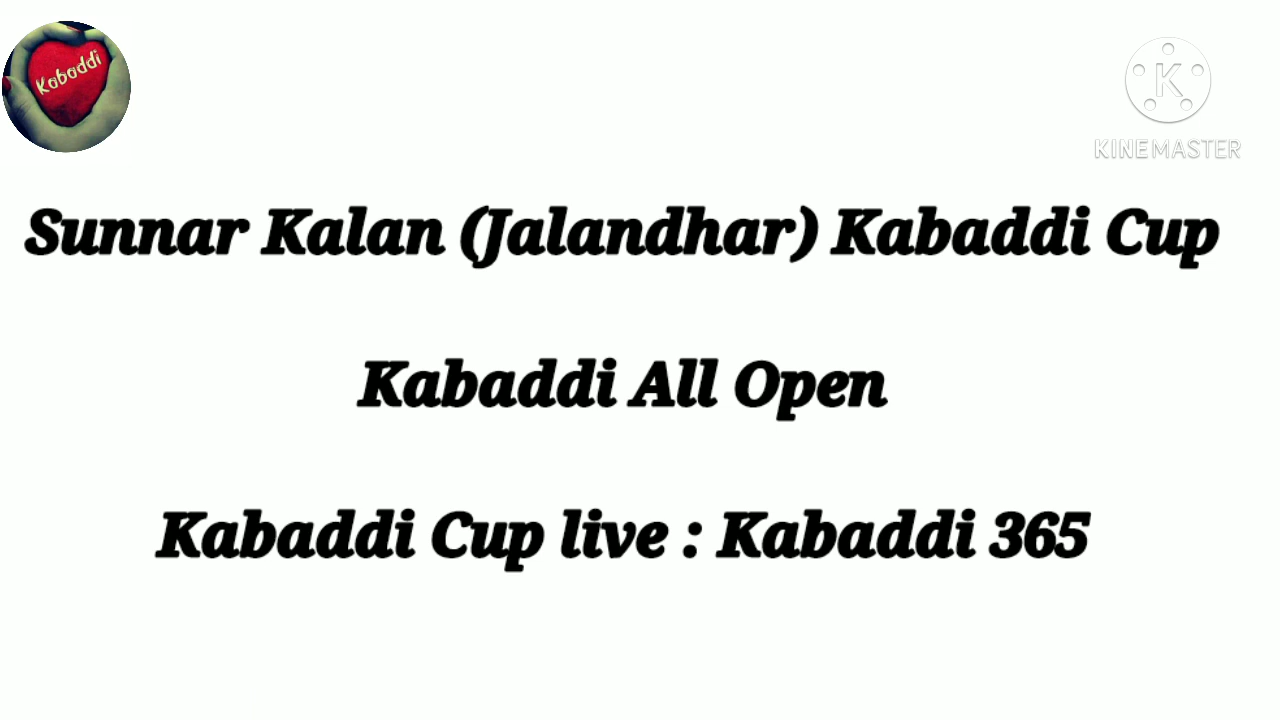 Kabaddi
K
KINEMASTER
Sunnar Kalan (Jalandhar) Kabaddi Cup
Kabaddi All Open
Kabaddi Cup live : Kabaddi 365